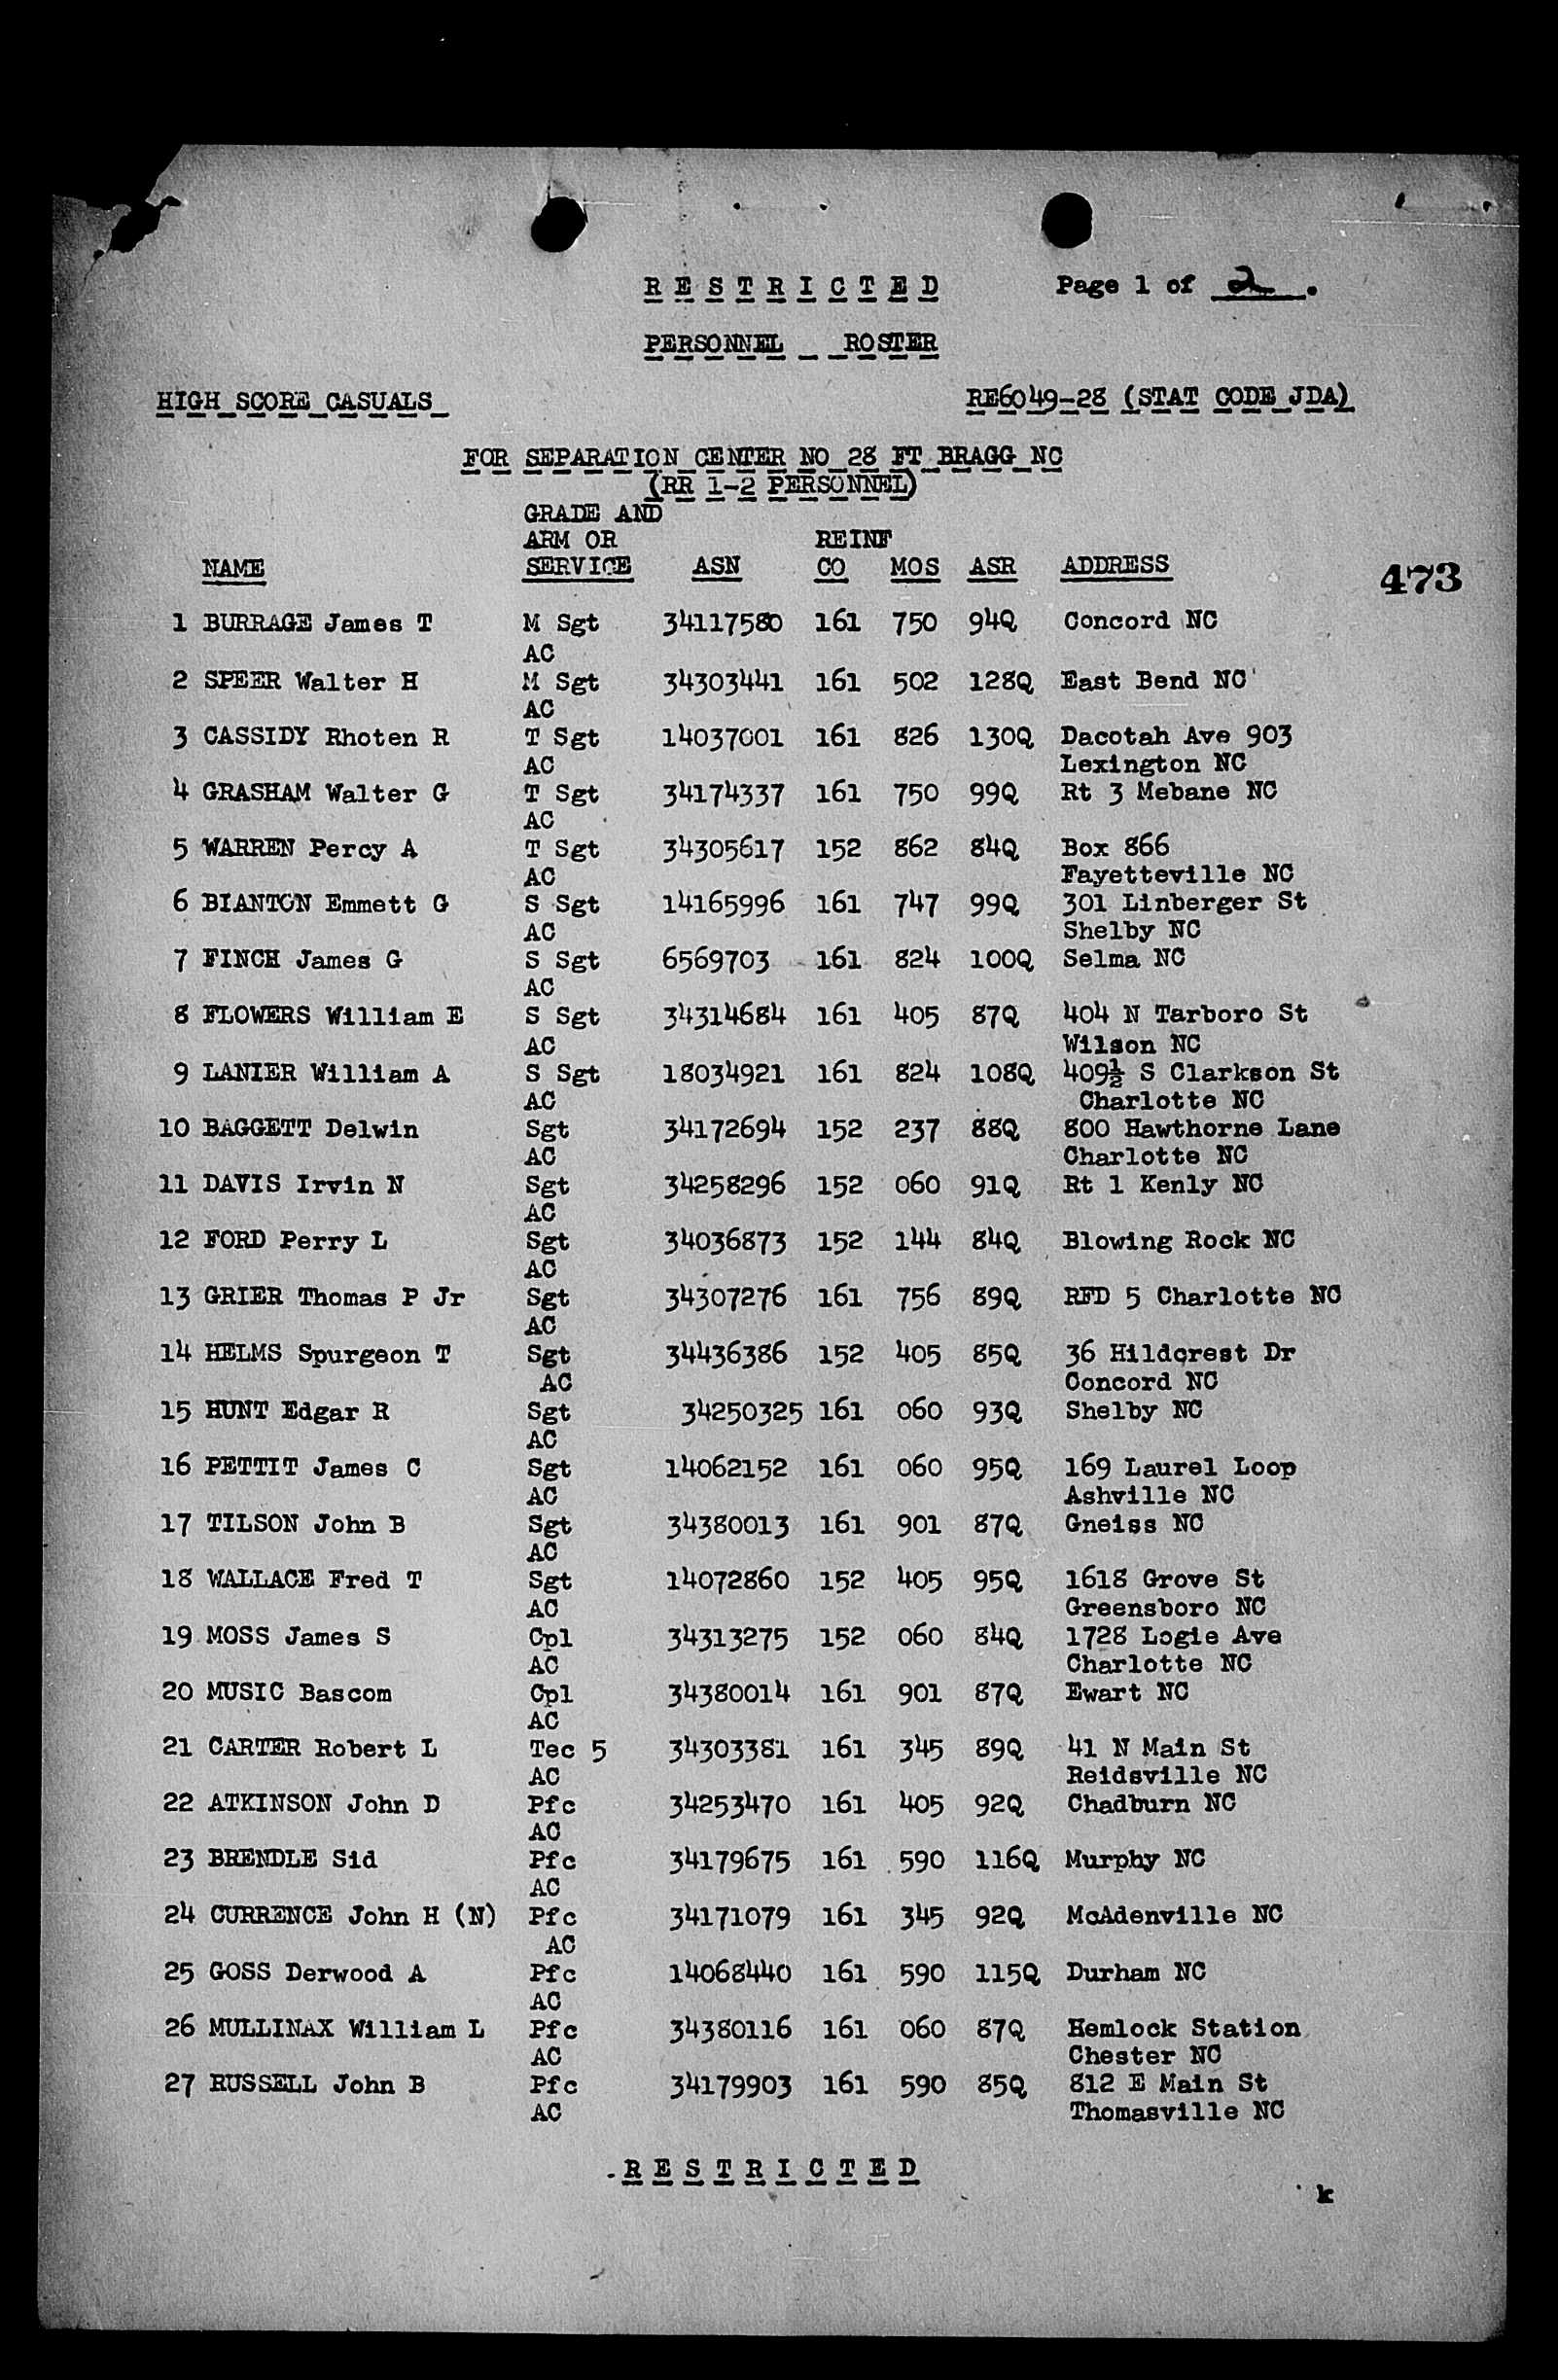 R E S T R I C T E D Page 1 of 2.
PERSONNEL ROSTER
HIGH SCORE CASUALS RE6049-28 (STAT CODE JDA)
FOR SEPARATION CENTER NO 28 FT BRAGG NC
(RR 1-2 PERSONNEL)
GRADE AND
ARM OR REINF
NAME SERVICE ASN CO MOS ASR ADDRESS
473
1 BURRAGE James T M Sgt 34117580 161 750 94Q Concord NC
AC
2 SPEER Walter H M Sgt 34303441 161 502 128Q East Bend NC
AC
3 CASSIDY Rhoten R T Sgt 14037001 161 826 130Q Dacotah Ave 903
AC Lexington NC
4 GRASHAM Walter G T Sgt 34174337 161 750 99Q Rt 3 Mebane NC
AC
5 WARREN Percy A T Sgt 34305617 152 862 84Q Box 866
AC Fayetteville NC
6 BIANTON Emmett G S Sgt 14165996 161 747 99Q 301 Linberger St
AC Shelby NC
7 FINCH James G S Sgt 6569703 161 824 100Q Selma NC
AC
8 FLOWERS William E S Sgt 34314684 161 405 87Q 404 N Tarboro St
AC Wilson NC
9 LANIER William A S Sgt 18034921 161 824 108Q 409½ S Clarkson St
AC Charlotte NC
10 BAGGETT Delwin Sgt 34172694 152 237 88Q 800 Hawthorne Lane
AC Charlotte NC
11 DAVIS Irvin N Sgt 34258296 152 060 91Q Rt 1 Kenly NC
AC
12 FORD Perry L Sgt 34036873 152 144 84Q Blowing Rock NC
AC
13 GRIER Thomas P Jr Sgt 34307276 161 756 89Q RFD 5 Charlotte NC
AC
14 HELMS Spurgeon T Sgt 34436386 152 405 85Q 36 Hildcrest Dr
AC Concord NC
15 HUNT Edgar R Sgt 34250325 161 060 93Q Shelby NC
AC
16 PETTIT James C Sgt 14062152 161 060 95Q 169 Laurel Loop
AC Ashville NC
17 TILSON John B Sgt 34380013 161 901 87Q Gneiss NC
AC
18 WALLACE Fred T Sgt 14072860 152 405 95Q 1618 Grove St
AC Greensboro NC
19 MOSS James S Cpl 34313275 152 060 84Q 1728 Logie Ave
AC Charlotte NC
20 MUSIC Bascom Cpl 34380014 161 901 87Q Ewart NC
AC
21 CARTER Robert L Tec 5 34303381 161 345 89Q 41 N Main St
AC Reidsville NC
22 ATKINSON John D Pfc 34253470 161 405 92Q Chadburn NC
AC
23 BRENDLE Sid Pfc 34179675 161 590 116Q Murphy NC
AC
24 CURRENCE John H (N) Pfc 34171079 161 345 92Q McAdenville NC
AC
25 GOSS Derwood A Pfc 14068440 161 590 115Q Durham NC
AC
26 MULLINAX William L Pfc 34380116 161 060 87Q Hemlock Station
AC Chester NC
27 RUSSELL John B Pfc 34179903 161 590 85Q 812 E Main St
AC Thomasville NC
R E S T R I C T E D
k